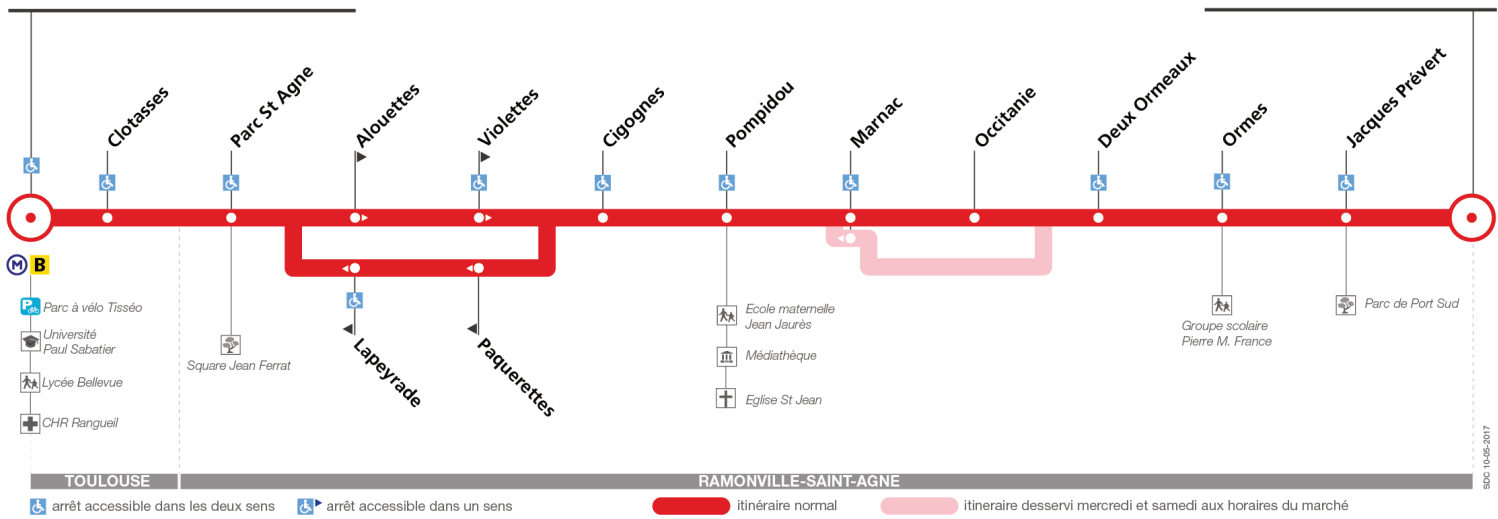 Clotasses
Parc St Agne
Alouettes
Violettes
Cigognes
Pompidou
Marnac
Occitanie
Deux Ormeaux
Ormes
Jacques Prévert
M B
P Parc à vélo Tisséo
Université
Paul Sabatier
Lycée Bellevue
CHR Rangueil
Square Jean Ferrat
Lapeyrade
Paquerettes
Ecole maternelle
Jean Jaurès
Médiathèque
Eglise St Jean
Groupe scolaire
Pierre M. France
Parc de Port Sud
SDC 10-05-2017
TOULOUSE
RAMONVILLE-SAINT-AGNE
arrêt accessible dans les deux sens
arrêt accessible dans un sens
itinéraire normal
itineraire desservi mercredi et samedi aux horaires du marché